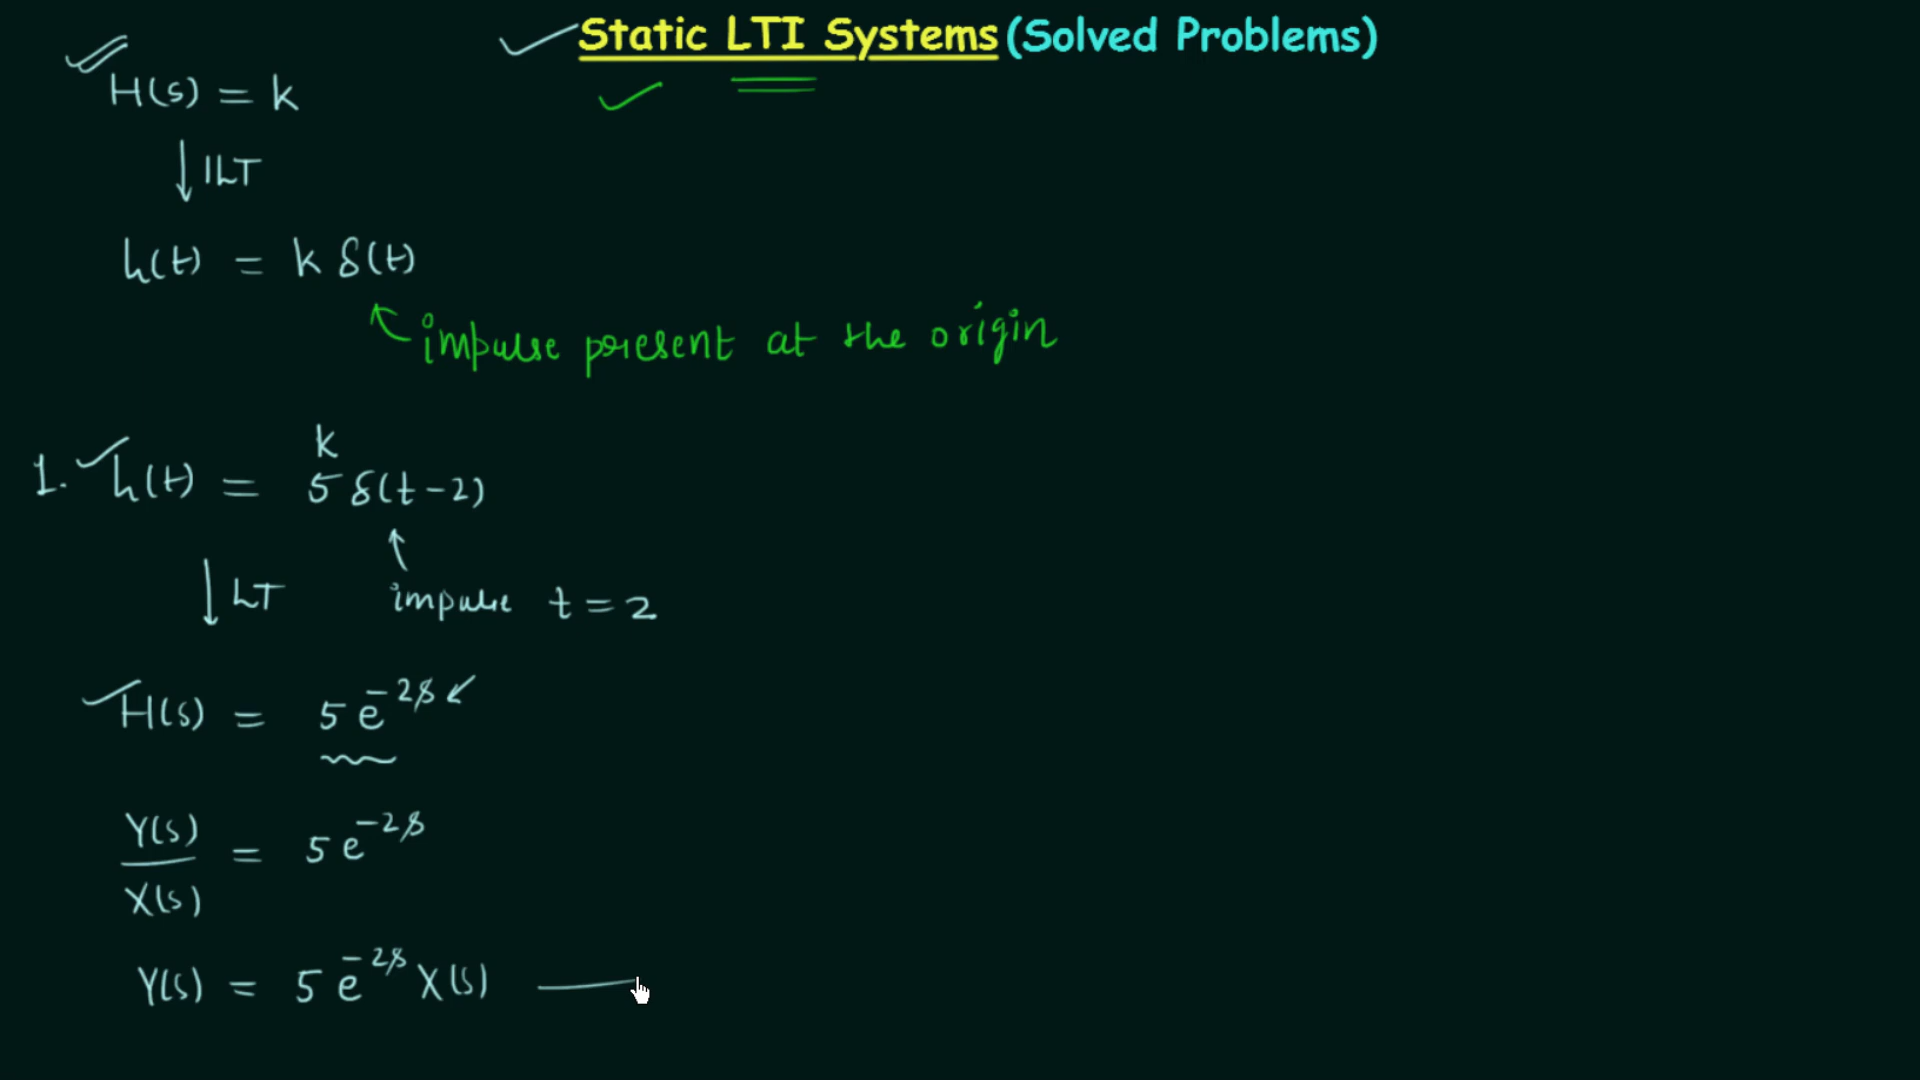 Static LTI Systems (Solved Problems)
H(s) = k
↓ ILT
h(t) = k δ(t)
impulse present at the origin
k
1. h(t) = 5 δ(t-2)
↓ LT
impulse t = 2
H(s) = 5 e^{-2s}
Y(s)/X(s) = 5 e^{-2s}
Y(s) = 5 e^{-2s} X(s)